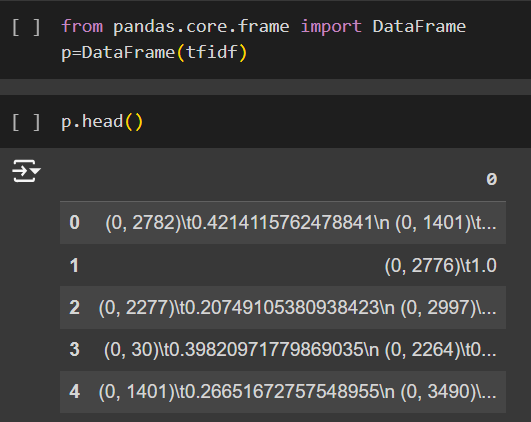 [ ] from pandas.core.frame import DataFrame
p=DataFrame(tfidf)
[ ] p.head()
0
0 (0, 2782)\t0.4214115762478841\n (0, 1401)\t...
1 (0, 2776)\t1.0
2 (0, 2277)\t0.20749105380938423\n (0, 2997)\...
3 (0, 30)\t0.39820971779869035\n (0, 2264)\t0...
4 (0, 1401)\t0.26651672757548955\n (0, 3490)\...